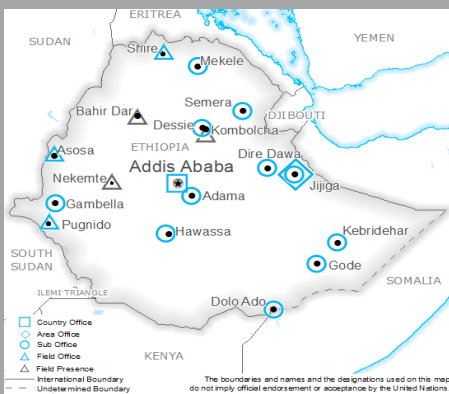 ERITREA
SUDAN
YEMEN
Shire
Mekele
Semera
Bahir Dar
DJIBOUTI
Dessie
Kombolcha
ETHIOPIA
Asosa
Dire Dawa
Addis Ababa
Nekemte
Jijiga
Adama
Gambella
Pugnido
Hawassa
Kebridehar
SOUTH
SUDAN
Gode
SOMALIA
ILEMI TRIANGLE
Dolo Ado
Country Office
Area Office
Sub Office
Field Office
KENYA
Field Presence
International Boundary
Undetermined Boundary
The boundaries and names and the designations used on this map
do not imply official endorsement or acceptance by the United Nations